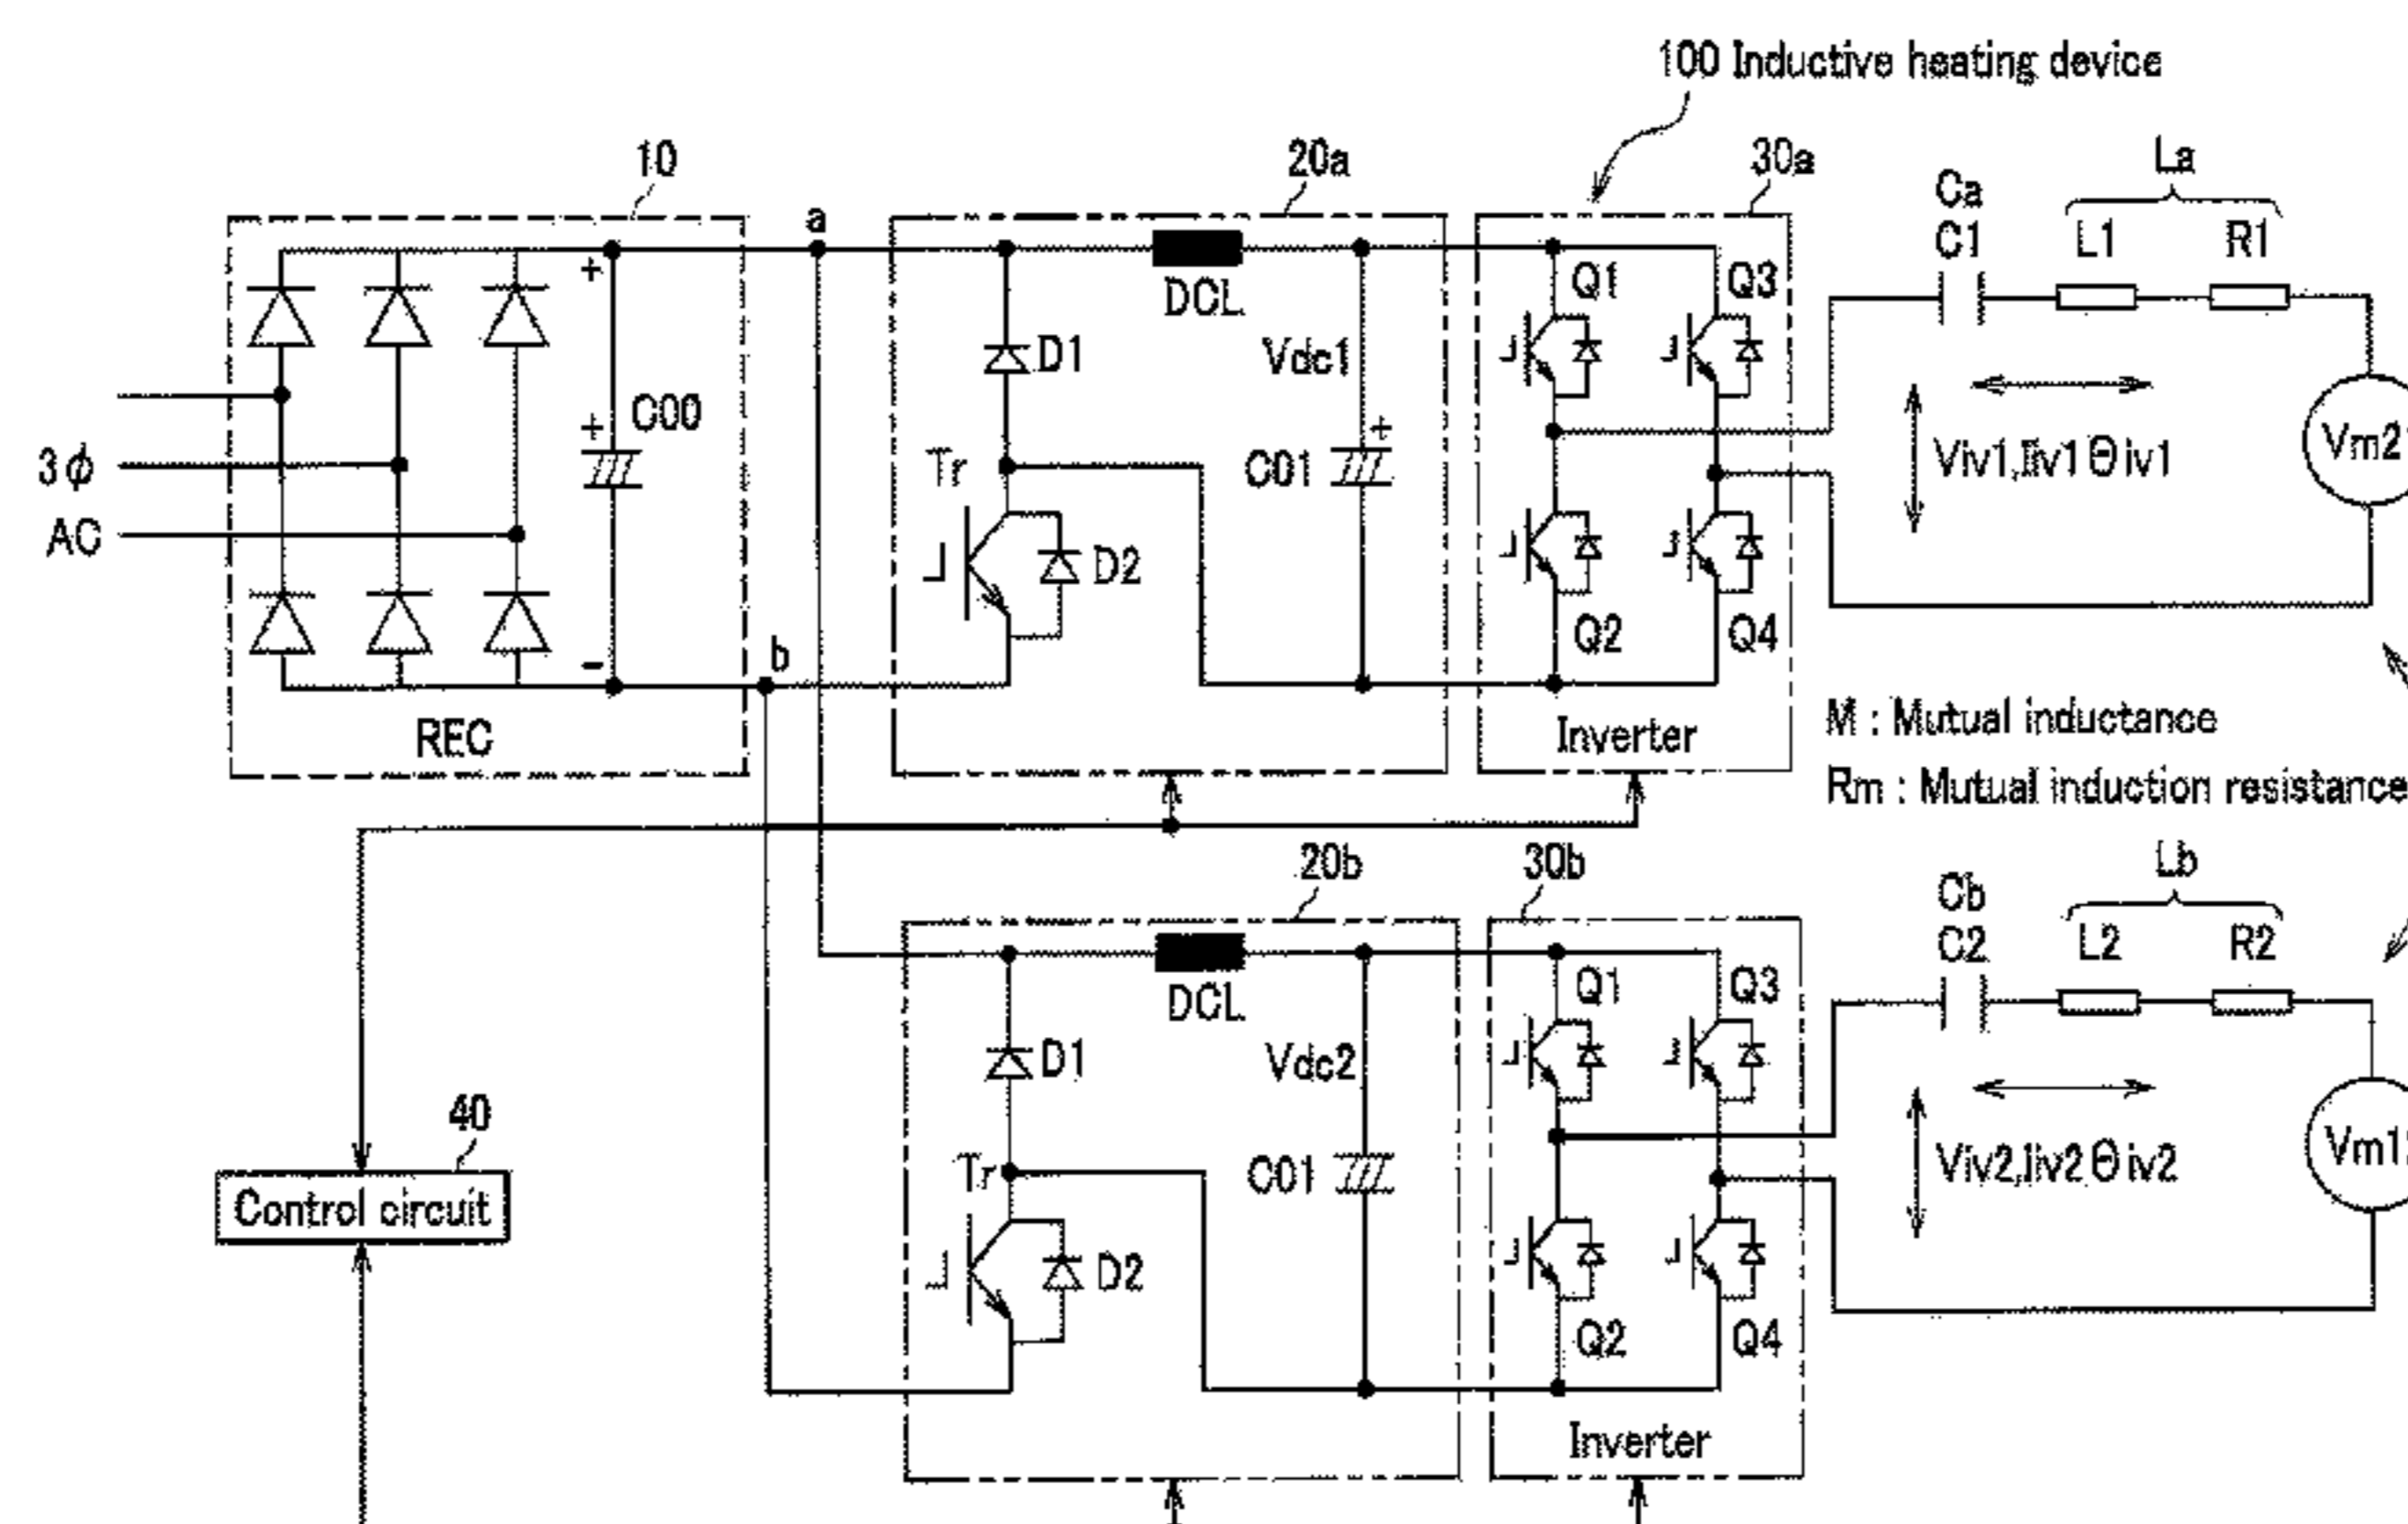 100 Inductive heating device
10
20a
30a
La
Ca
C1
L1
R1
a
+
DCL
Q1
Q3
D1
Vdc1
+
C00
Tr
C01
+
Viv1,Iiv1 θiv1
Vm2
3φ
AC
D2
Q2
Q4
-
b
REC
Inverter
M : Mutual inductance
Rm : Mutual induction resistance
20b
30b
Lb
Cb
C2
L2
R2
DCL
Q1
Q3
D1
Vdc2
40
Control circuit
Tr
C01
Viv2,Iiv2 θiv2
Vm1
D2
Q2
Q4
Inverter